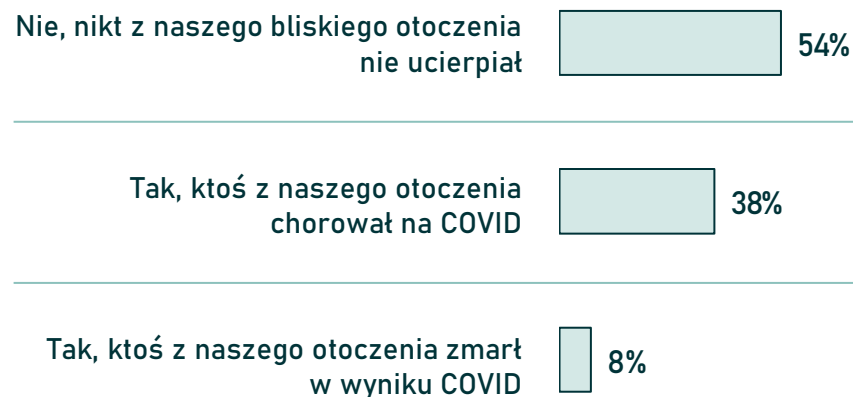 Nie, nikt z naszego bliskiego otoczenia
nie ucierpiał
54%
Tak, ktoś z naszego otoczenia
chorował na COVID
38%
Tak, ktoś z naszego otoczenia zmarł
w wyniku COVID
8%